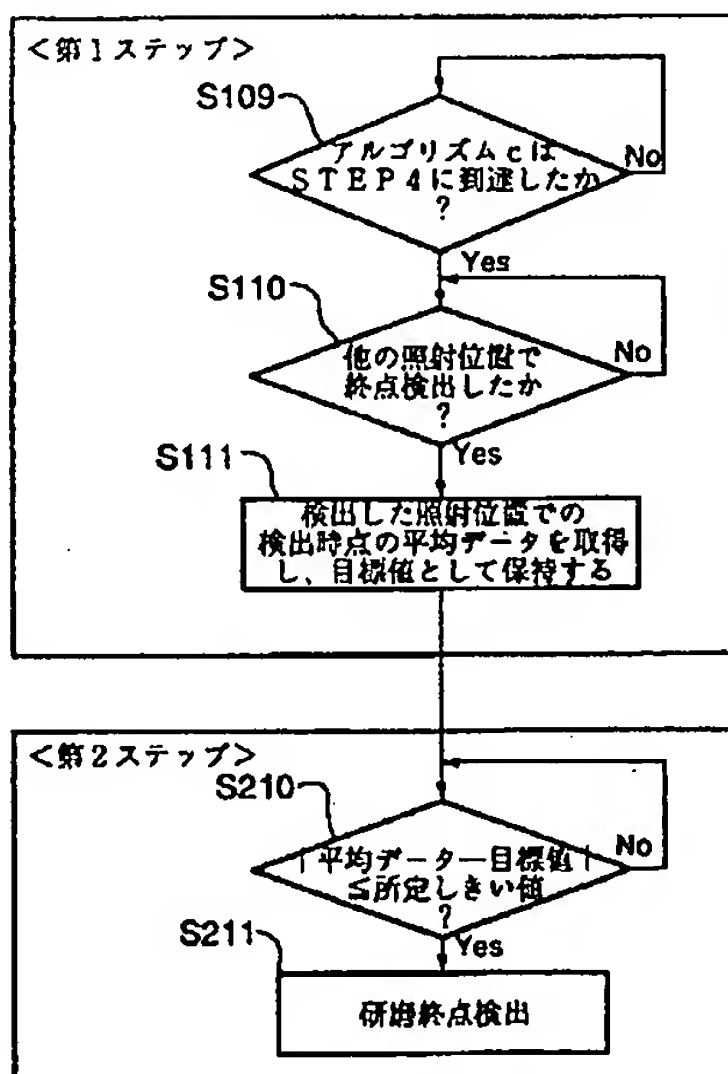 <第1ステップ>
S109
アルゴリズムcは
STEP4に到達したか
?
No
Yes
S110
他の照射位置で
終点検出したか
?
No
Yes
S111
検出した照射位置での
検出時点の平均データを取得
し、目標値として保持する
<第2ステップ>
S210
|平均データ−目標値|
≦所定しきい値
?
No
Yes
S211
研磨終点検出